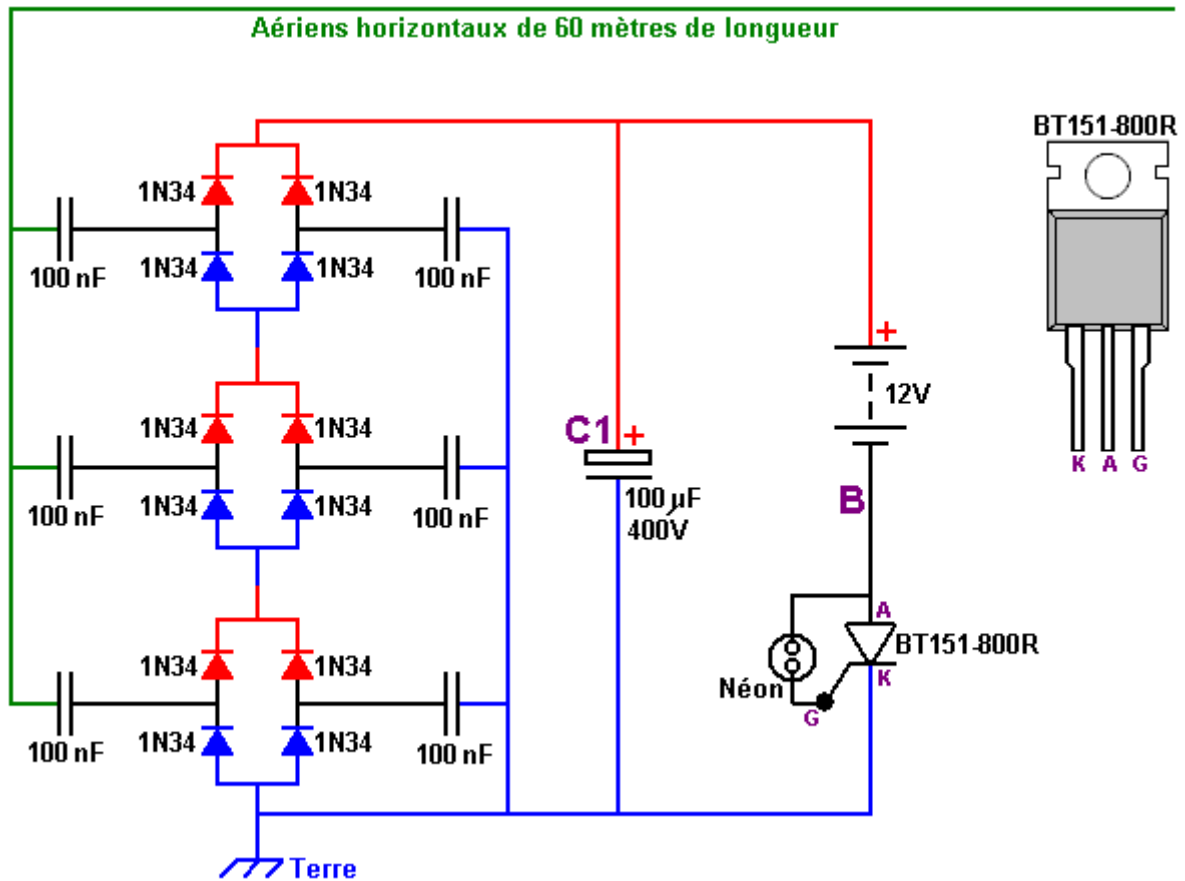 Aériens horizontaux de 60 mètres de longueur
BT151-800R
1N34
1N34
100 nF
1N34
1N34
100 nF
+
12V
K A G
1N34
1N34
C1 +
100 µF
400V
B
100 nF
1N34
1N34
100 nF
1N34
1N34
A
BT151-800R
K
Néon
G
100 nF
1N34
1N34
100 nF
Terre